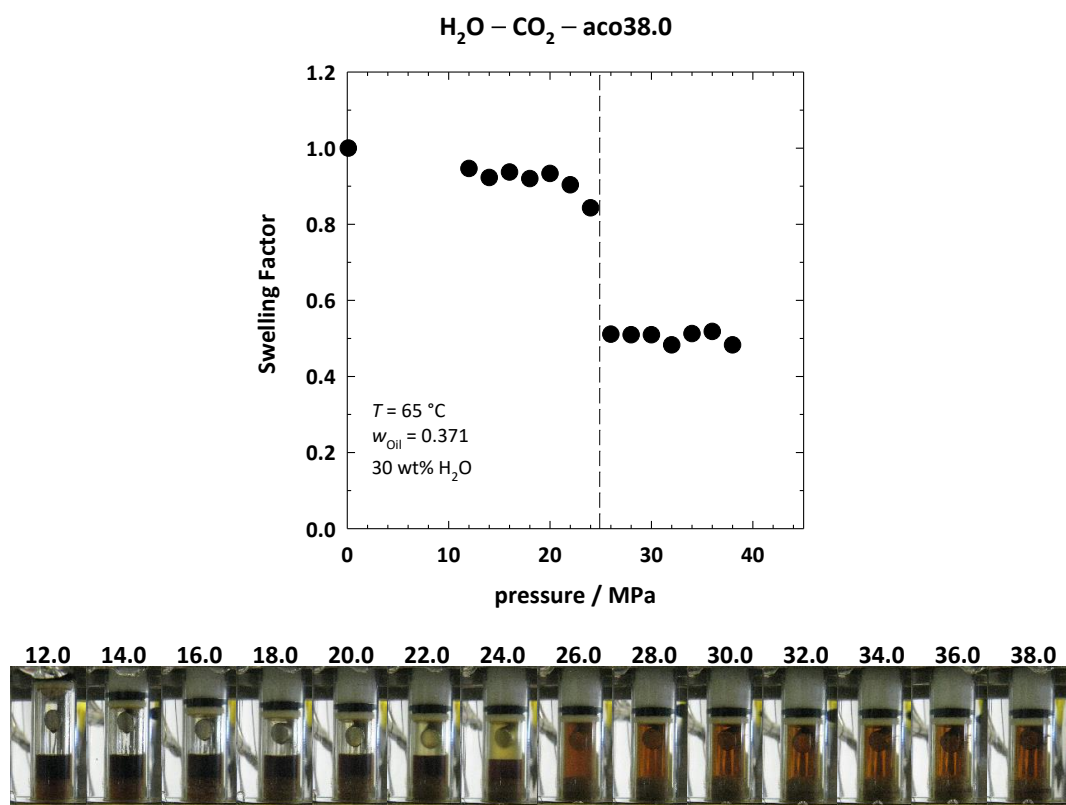 H₂O – CO₂ – aco38.0
1.2
1.0
0.8
0.6
0.4
0.2
0.0
Swelling Factor
T = 65 °C
w_Oil = 0.371
30 wt% H₂O
0 10 20 30 40
pressure / MPa
12.0 14.0 16.0 18.0 20.0 22.0 24.0 26.0 28.0 30.0 32.0 34.0 36.0 38.0